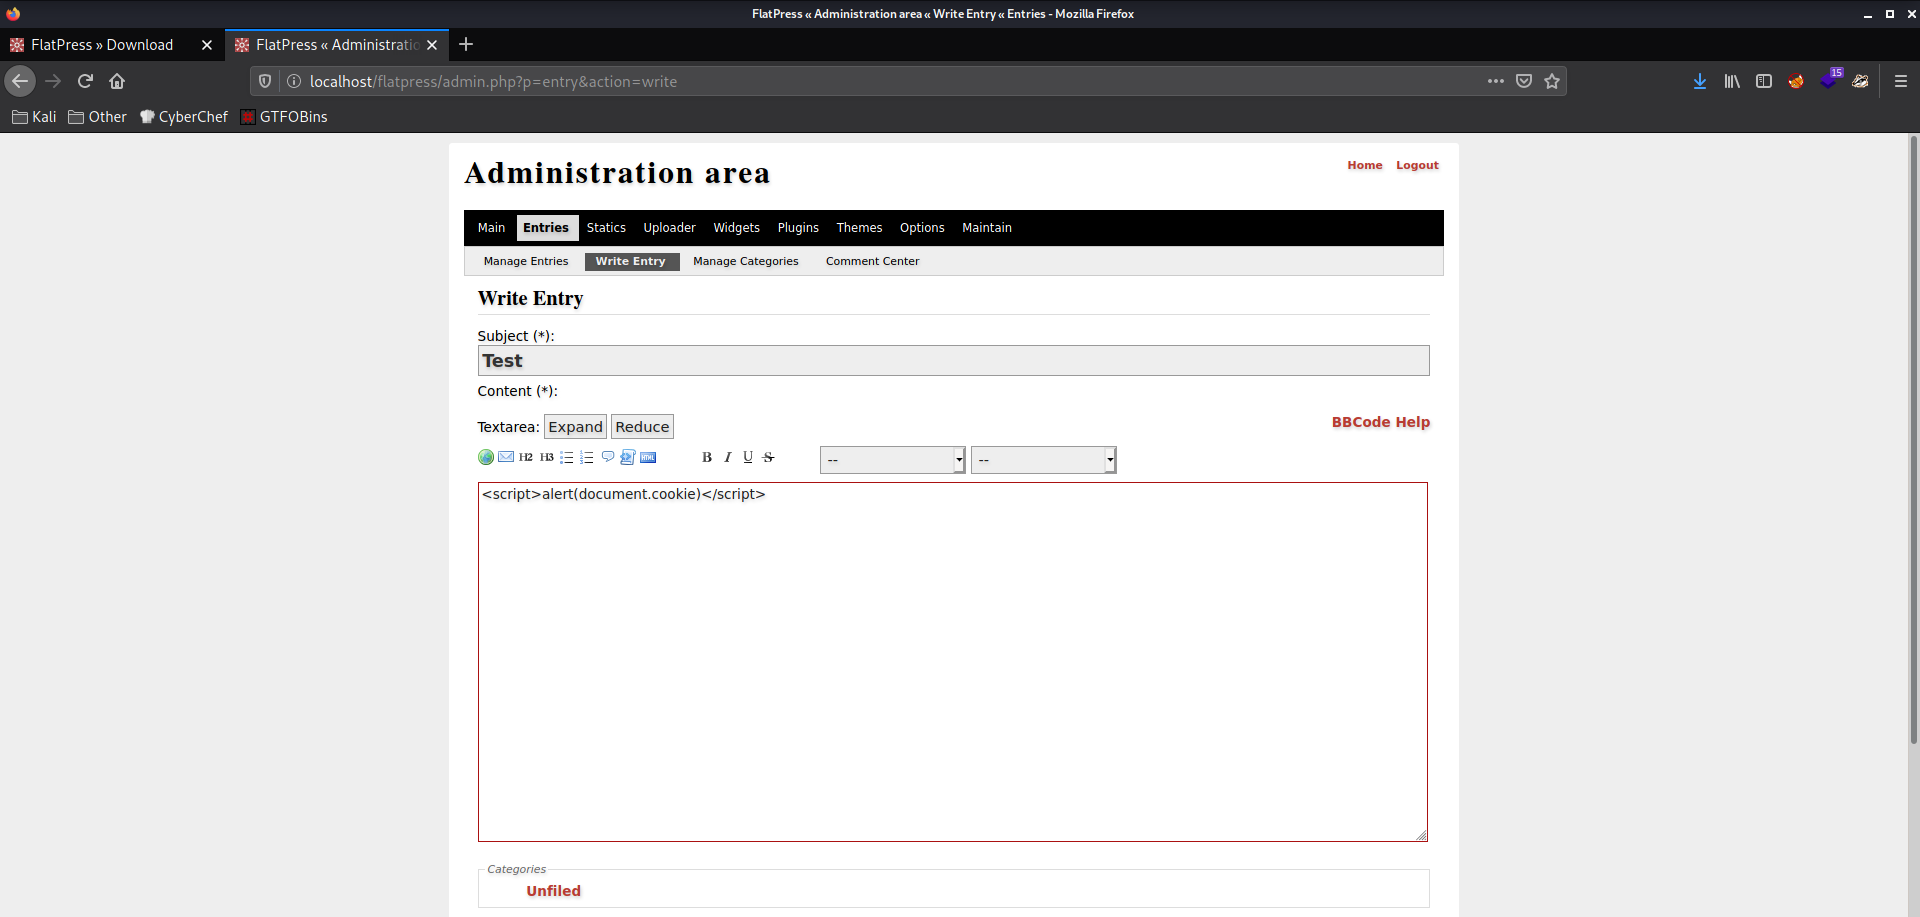 FlatPress « Administration area « Write Entry « Entries - Mozilla Firefox
FlatPress » Download
FlatPress « Administratio
localhost/flatpress/admin.php?p=entry&action=write
15
Kali
Other
CyberChef
GTFOBins
Administration area
Home
Logout
Main Entries Statics Uploader Widgets Plugins Themes Options Maintain
Manage Entries Write Entry Manage Categories Comment Center
Write Entry
Subject (*):
Test
Content (*):
Textarea: Expand Reduce
BBCode Help
H2 H3 HTML B I U S -- --
<script>alert(document.cookie)</script>
Categories
Unfiled